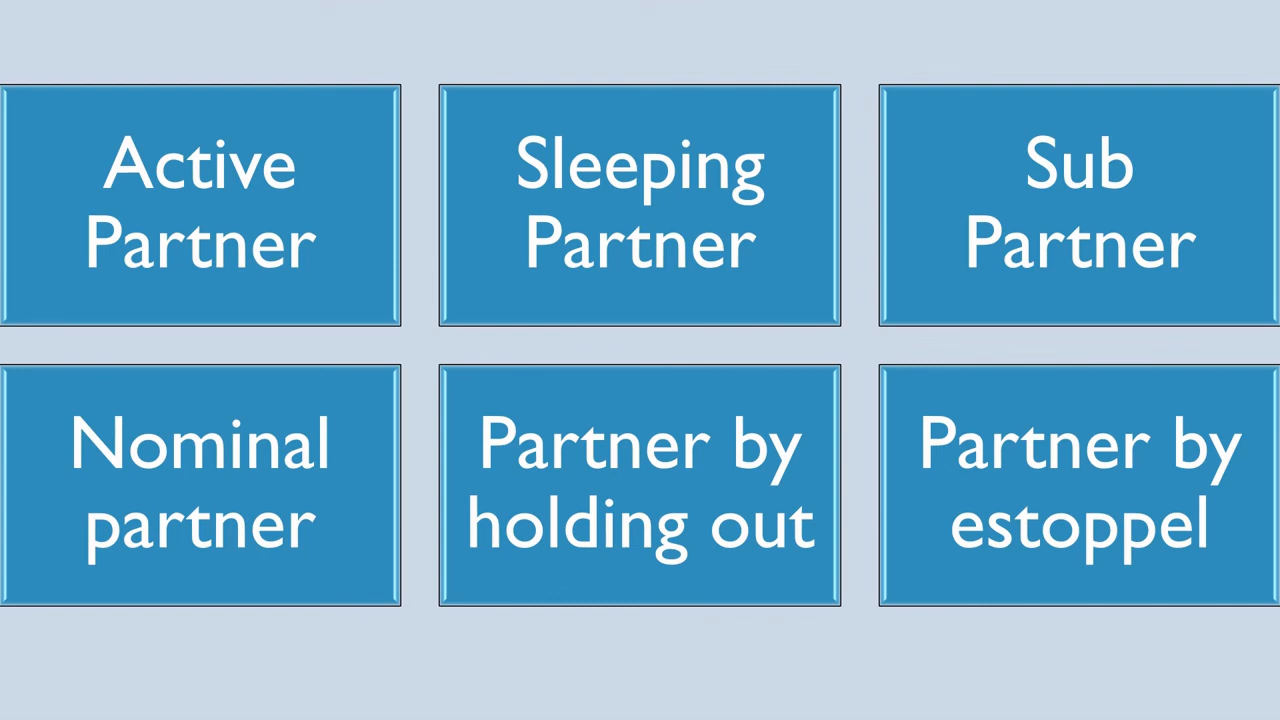 Active
Partner
Sleeping
Partner
Sub
Partner
Nominal
partner
Partner by
holding out
Partner by
estoppel